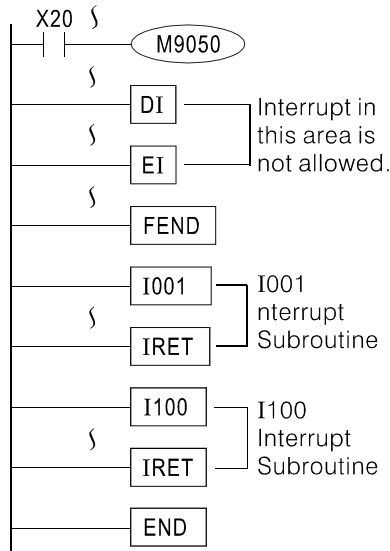 X20
M9050
DI
Interrupt in
this area is
not allowed.
EI
FEND
I001
I001
nterrupt
Subroutine
IRET
I100
I100
Interrupt
Subroutine
IRET
END